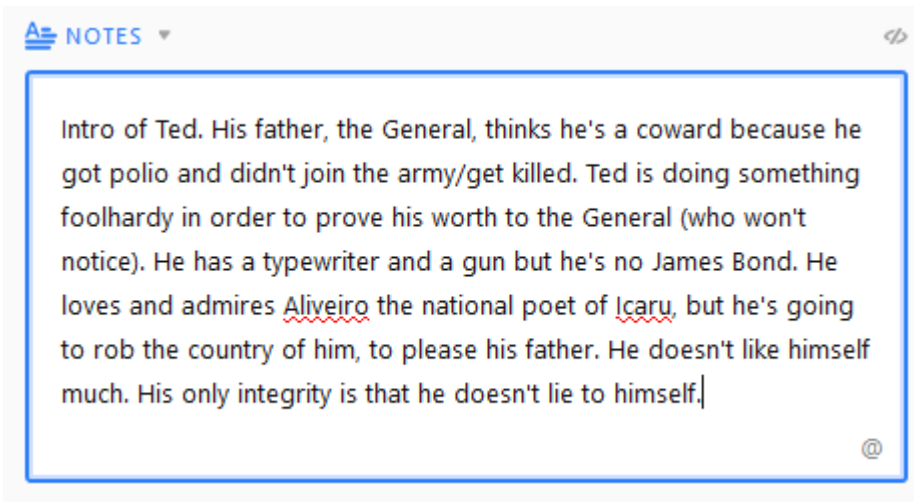 NOTES
Intro of Ted. His father, the General, thinks he's a coward because he
got polio and didn't join the army/get killed. Ted is doing something
foolhardy in order to prove his worth to the General (who won't
notice). He has a typewriter and a gun but he's no James Bond. He
loves and admires Aliveiro the national poet of Icaru, but he's going
to rob the country of him, to please his father. He doesn't like himself
much. His only integrity is that he doesn't lie to himself.
@